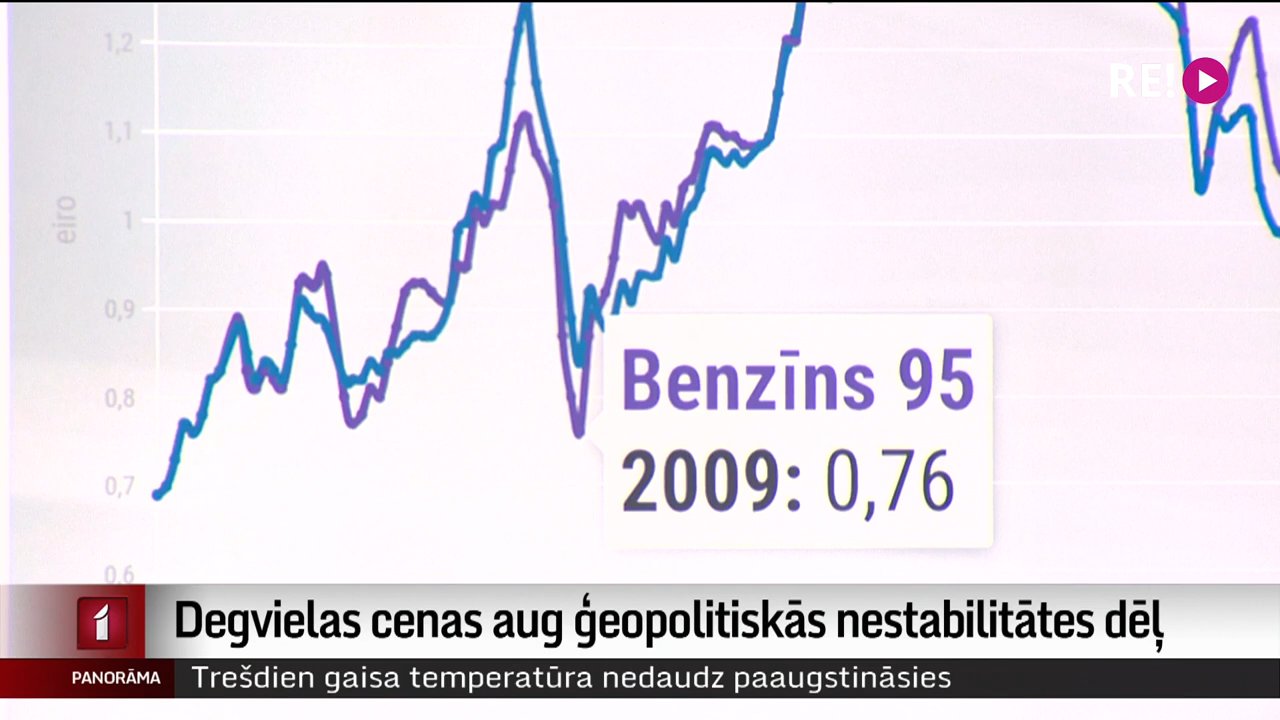 1,2
RE!
1,1
eiro
1
0,9
0,8
0,7
0,6
Benzīns 95
2009: 0,76
1
Degvielas cenas aug ģeopolitiskās nestabilitātes dēļ
PANORĀMA
Trešdien gaisa temperatūra nedaudz paaugstināsies